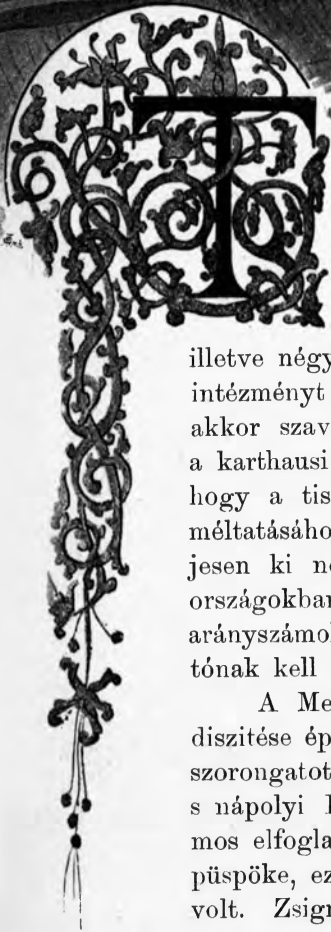 T
illetve négy
intézményt
akkor szav
a karthausi
hogy a tis
méltatásáho
jesen ki ne
országokban
arányszámok
tónak kell
A Me
diszitése ép
szorongatot
s nápolyi
mos elfogla
püspöke, ez
volt. Zsigm